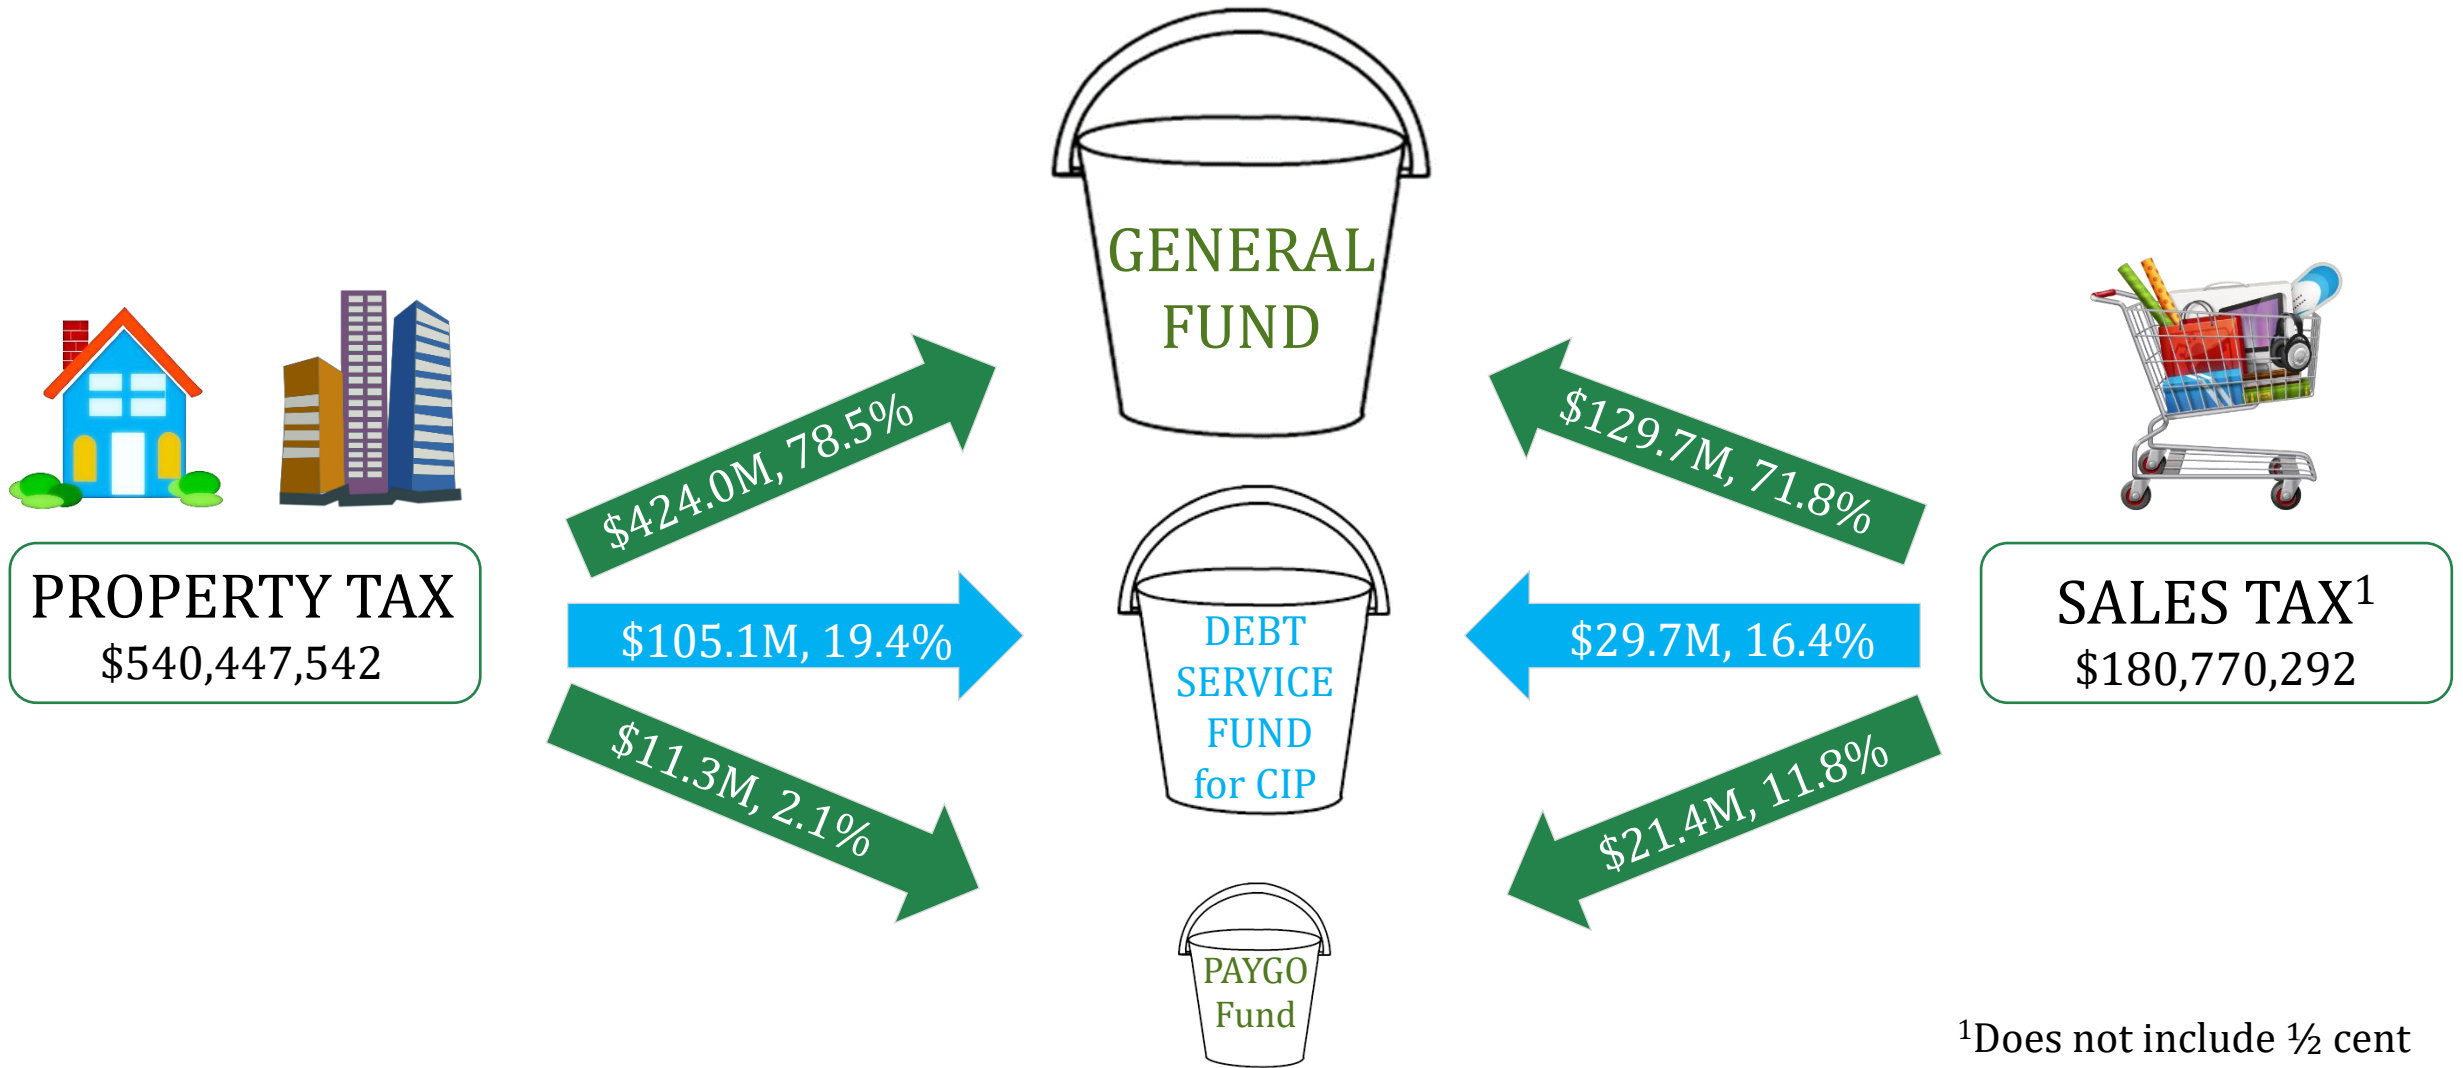 GENERAL
FUND
$424.0M, 78.5%
$129.7M, 71.8%
PROPERTY TAX
$540,447,542
$105.1M, 19.4%
DEBT
SERVICE
FUND
for CIP
$29.7M, 16.4%
SALES TAX¹
$180,770,292
$11.3M, 2.1%
$21.4M, 11.8%
PAYGO
Fund
¹Does not include ½ cent